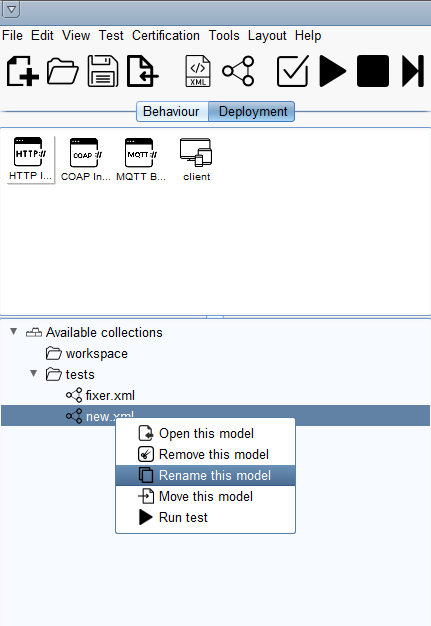 File Edit View Test Certification Tools Layout Help
</>
XML
Behaviour Deployment
HTTP:// COAP :// MQTT://
HTTP I... COAP In... MQTT B... client
Available collections
workspace
tests
fixer.xml
new.xml
Open this model
Remove this model
Rename this model
Move this model
Run test